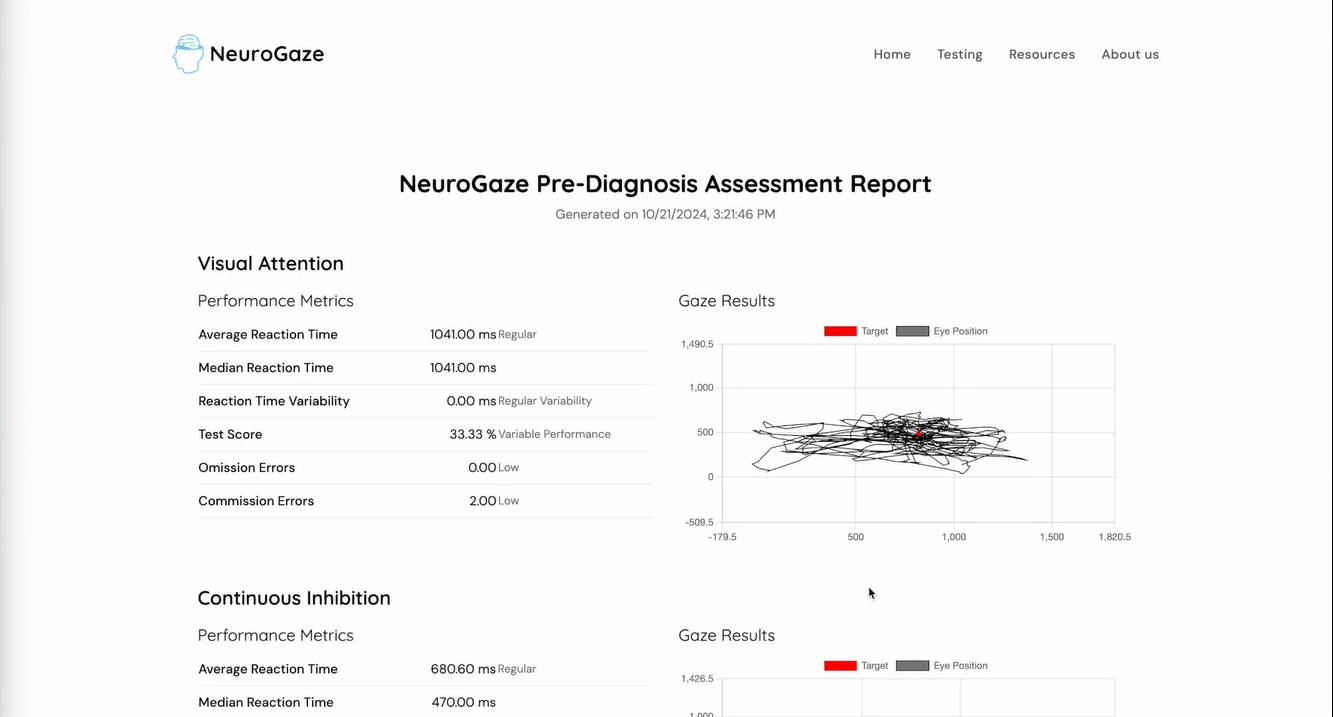 NeuroGaze
Home Testing Resources About us
NeuroGaze Pre-Diagnosis Assessment Report
Generated on 10/21/2024, 3:21:46 PM
Visual Attention
Performance Metrics
Average Reaction Time 1041.00 ms Regular
Median Reaction Time 1041.00 ms
Reaction Time Variability 0.00 ms Regular Variability
Test Score 33.33 % Variable Performance
Omission Errors 0.00 Low
Commission Errors 2.00 Low
Gaze Results
Target Eye Position
1,490.5
1,000
500
0
-509.5
-179.5 500 1,000 1,500 1,820.5
Continuous Inhibition
Performance Metrics
Average Reaction Time 680.60 ms Regular
Median Reaction Time 470.00 ms
Gaze Results
Target Eye Position
1,426.5
1,000